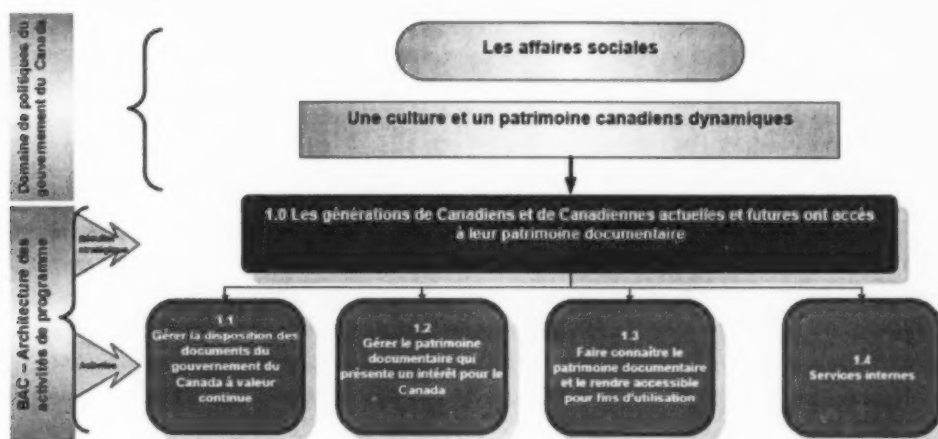 Domaine de politiques du
gouvernement du Canada
Les affaires sociales
Une culture et un patrimoine canadiens dynamiques
BAC – Architecture des
activités de programme
1.0 Les générations de Canadiens et de Canadiennes actuelles et futures ont accès
à leur patrimoine documentaire
1.1
Gérer la disposition des
documents du
gouvernement du
Canada à valeur
continue
1.2
Gérer le patrimoine
documentaire qui
présente un intérêt pour le
Canada
1.3
Faire connaître le
patrimoine documentaire
et le rendre accessible
pour fins d'utilisation
1.4
Services internes